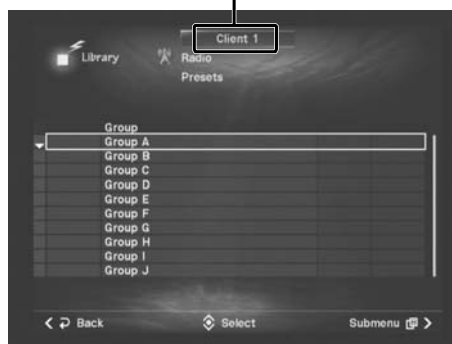 Client 1
Library Radio
Presets
Group
Group A
Group B
Group C
Group D
Group E
Group F
Group G
Group H
Group I
Group J
Back Select Submenu